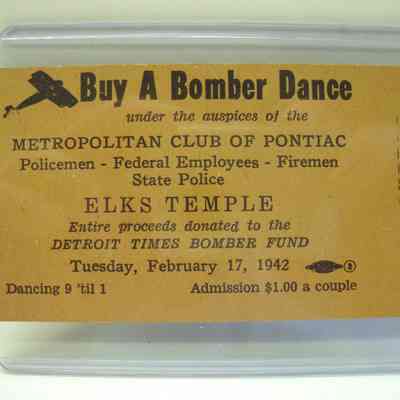 Buy A Bomber Dance
under the auspices of the
METROPOLITAN CLUB OF PONTIAC
Policemen - Federal Employees - Firemen
State Police
ELKS TEMPLE
Entire proceeds donated to the
DETROIT TIMES BOMBER FUND
Tuesday, February 17, 1942
Dancing 9 'til 1 Admission $1.00 a couple